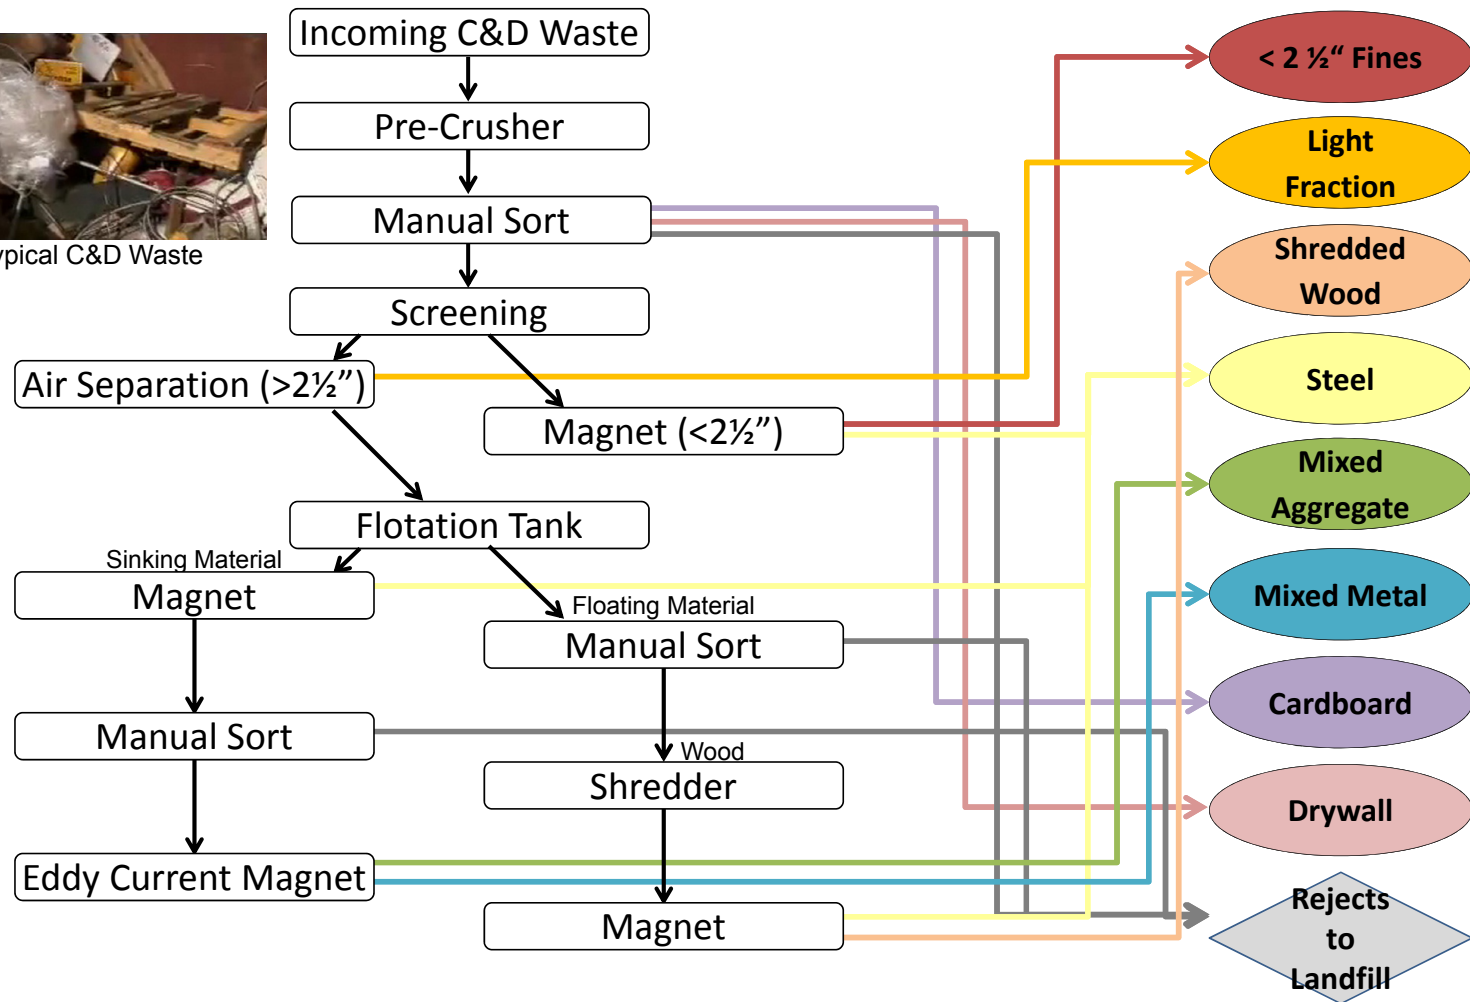 Incoming C&D Waste
Pre-Crusher
Manual Sort
ypical C&D Waste
Screening
Air Separation (>2½”)
Magnet (<2½”)
Flotation Tank
Sinking Material
Magnet
Floating Material
Manual Sort
Manual Sort
Wood
Shredder
Eddy Current Magnet
Magnet
< 2 ½“ Fines
Light
Fraction
Shredded
Wood
Steel
Mixed
Aggregate
Mixed Metal
Cardboard
Drywall
Rejects
to
Landfill